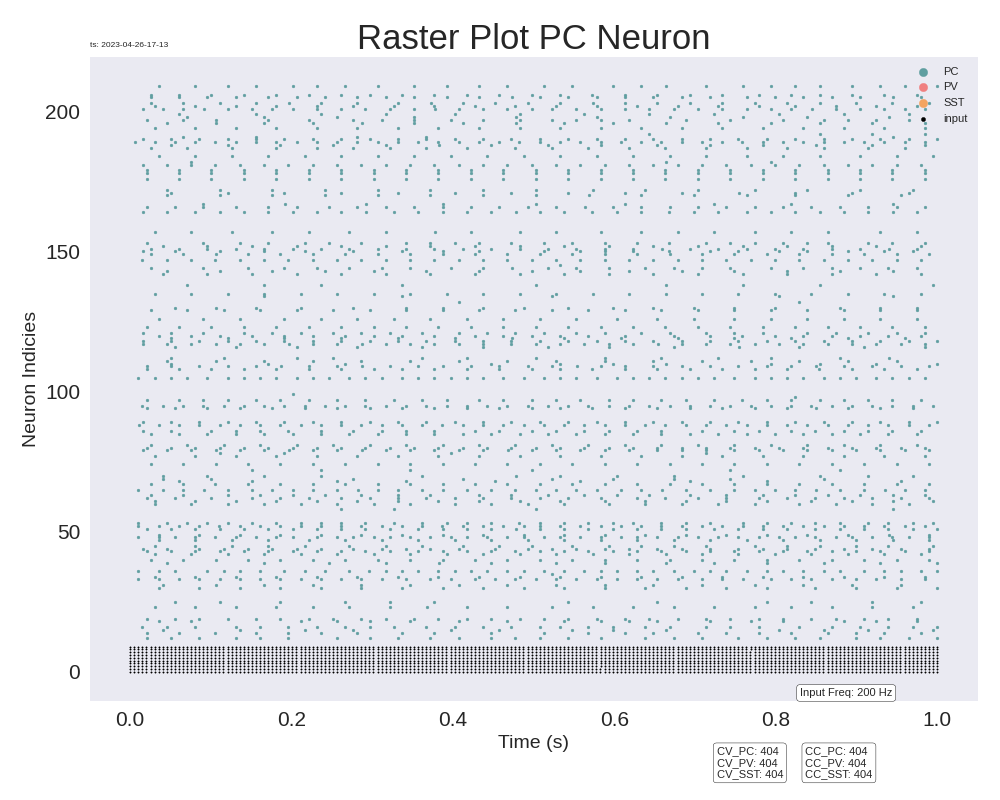 Raster Plot PC Neuron
ts: 2023-04-26-17-13
PC
PV
SST
input
200
150
100
50
0
Neuron Indicies
0.0 0.2 0.4 0.6 0.8 1.0
Time (s)
Input Freq: 200 Hz
CV_PC: 404
CV_PV: 404
CV_SST: 404
CC_PC: 404
CC_PV: 404
CC_SST: 404